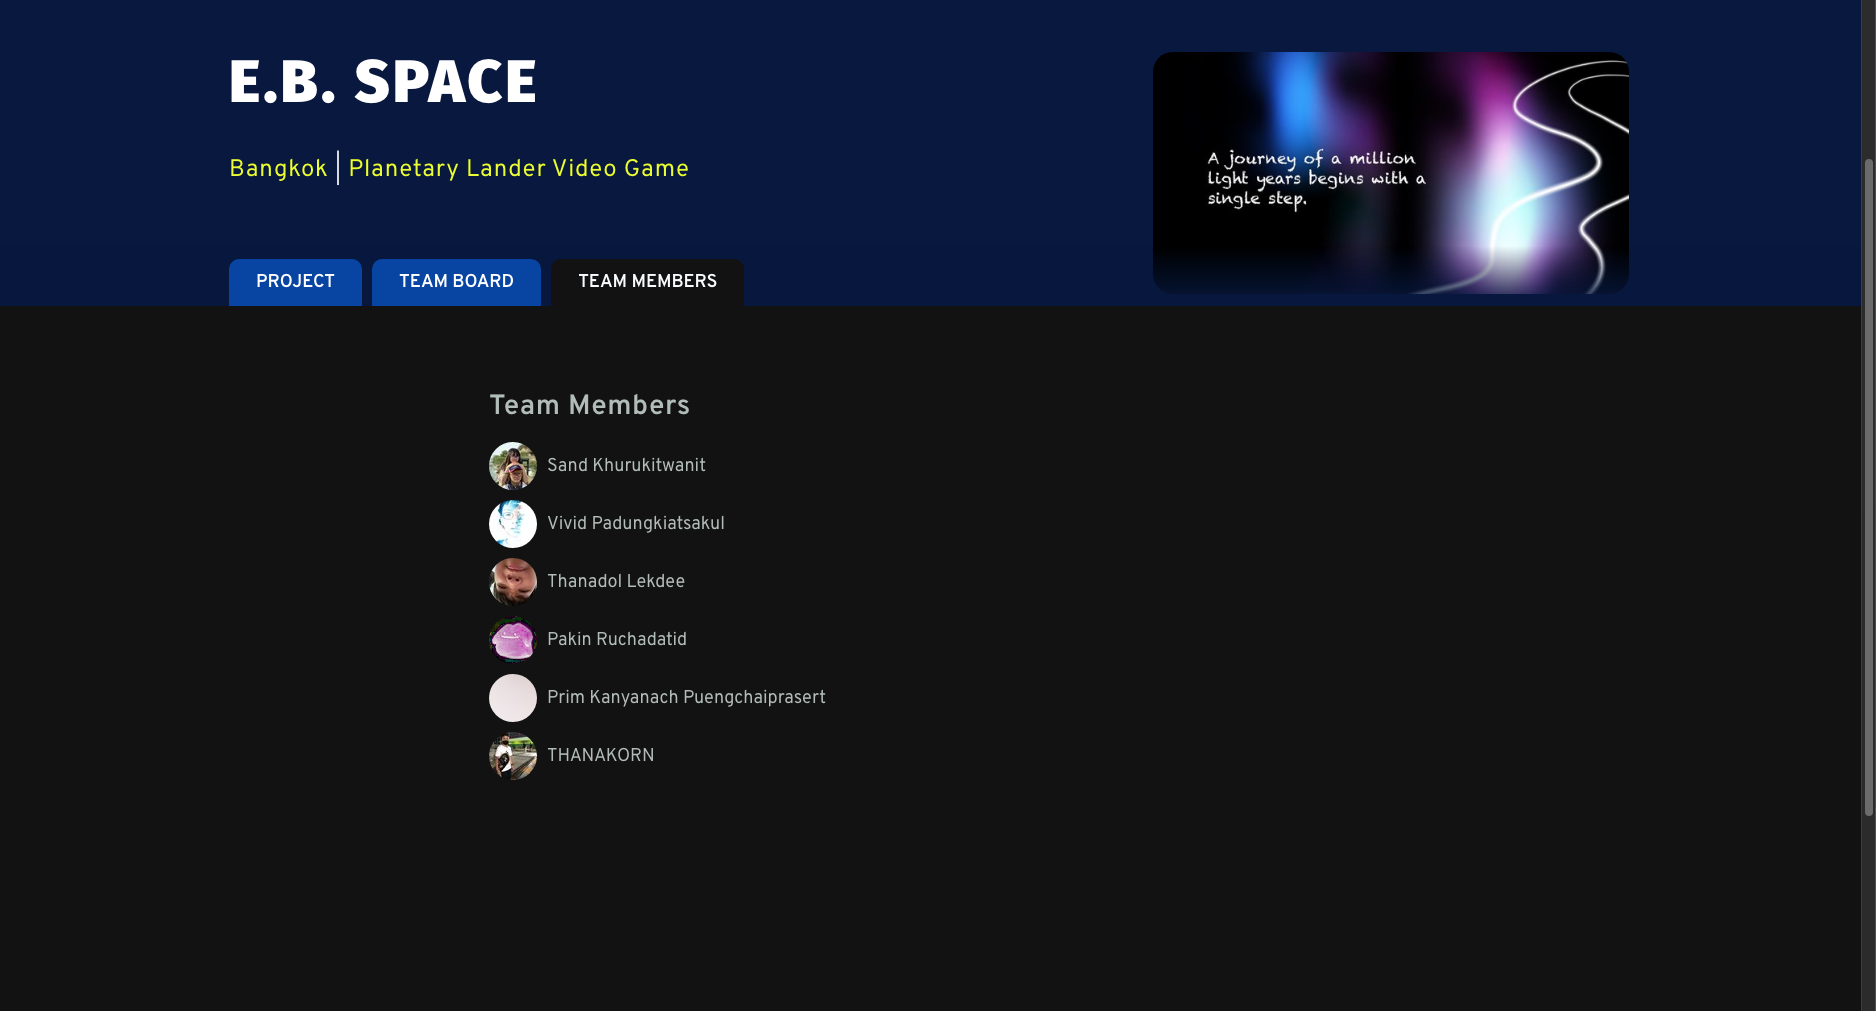 E.B. SPACE
Bangkok | Planetary Lander Video Game
A journey of a million
light years begins with a
single step.
PROJECT
TEAM BOARD
TEAM MEMBERS
Team Members
Sand Khurukitwanit
Vivid Padungkiatsakul
Thanadol Lekdee
Pakin Ruchadatid
Prim Kanyanach Puengchaiprasert
THANAKORN